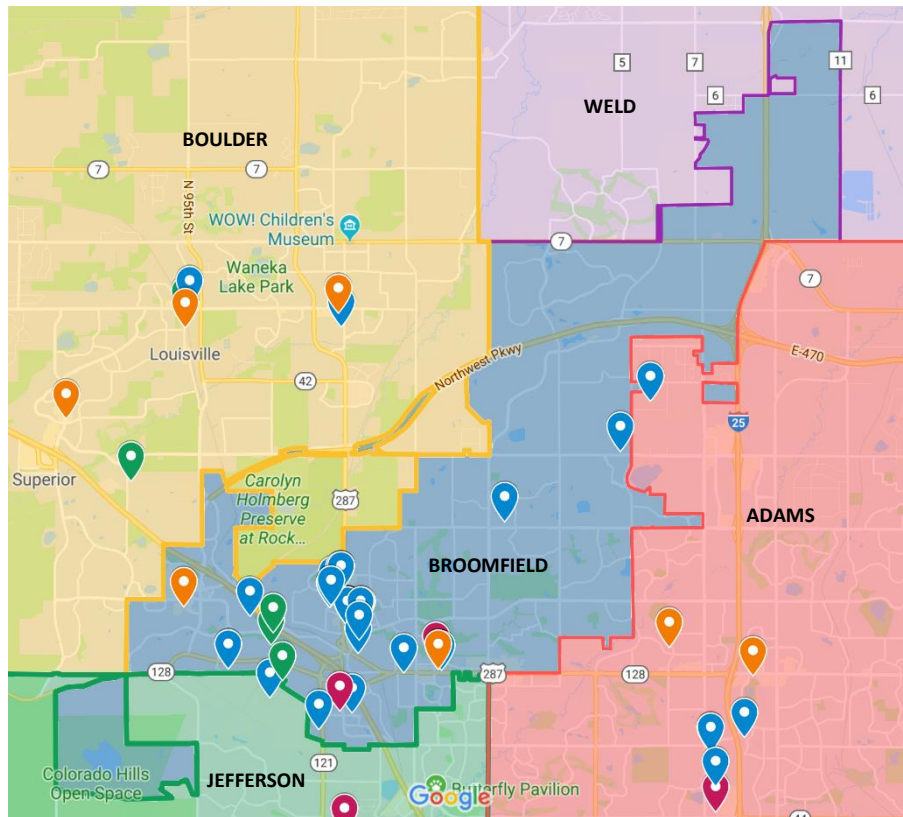 5
7
11
6
6
WELD
BOULDER
7
7
N 95th St
WOW! Children's
Museum
7
Waneka
Lake Park
7
Louisville
Northwest Pkwy
E-470
42
25
Superior
Carolyn
Holmberg
Preserve
at Rock...
287
ADAMS
BROOMFIELD
128
287
128
121
JEFFERSON
Colorado Hills
Open Space
Butterfly Pavilion
Google
44